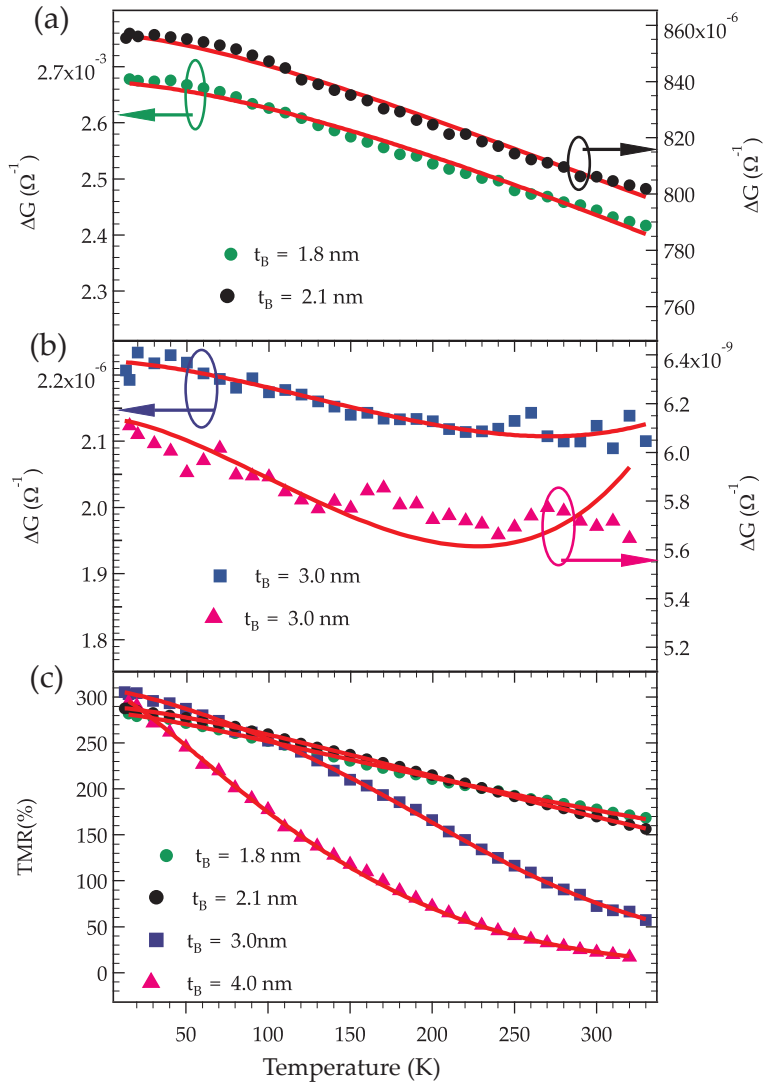 (a)
2.7x10⁻³
2.6
2.5
2.4
2.3
ΔG (Ω⁻¹)
860x10⁻⁶
840
820
800
780
760
ΔG (Ω⁻¹)
t_B = 1.8 nm
t_B = 2.1 nm
(b)
2.2x10⁻⁶
2.1
2.0
1.9
1.8
ΔG (Ω⁻¹)
6.4x10⁻⁹
6.2
6.0
5.8
5.6
5.4
5.2
ΔG (Ω⁻¹)
t_B = 3.0 nm
t_B = 3.0 nm
(c)
300
250
200
150
100
50
0
TMR(%)
t_B = 1.8 nm
t_B = 2.1 nm
t_B = 3.0nm
t_B = 4.0 nm
50 100 150 200 250 300
Temperature (K)